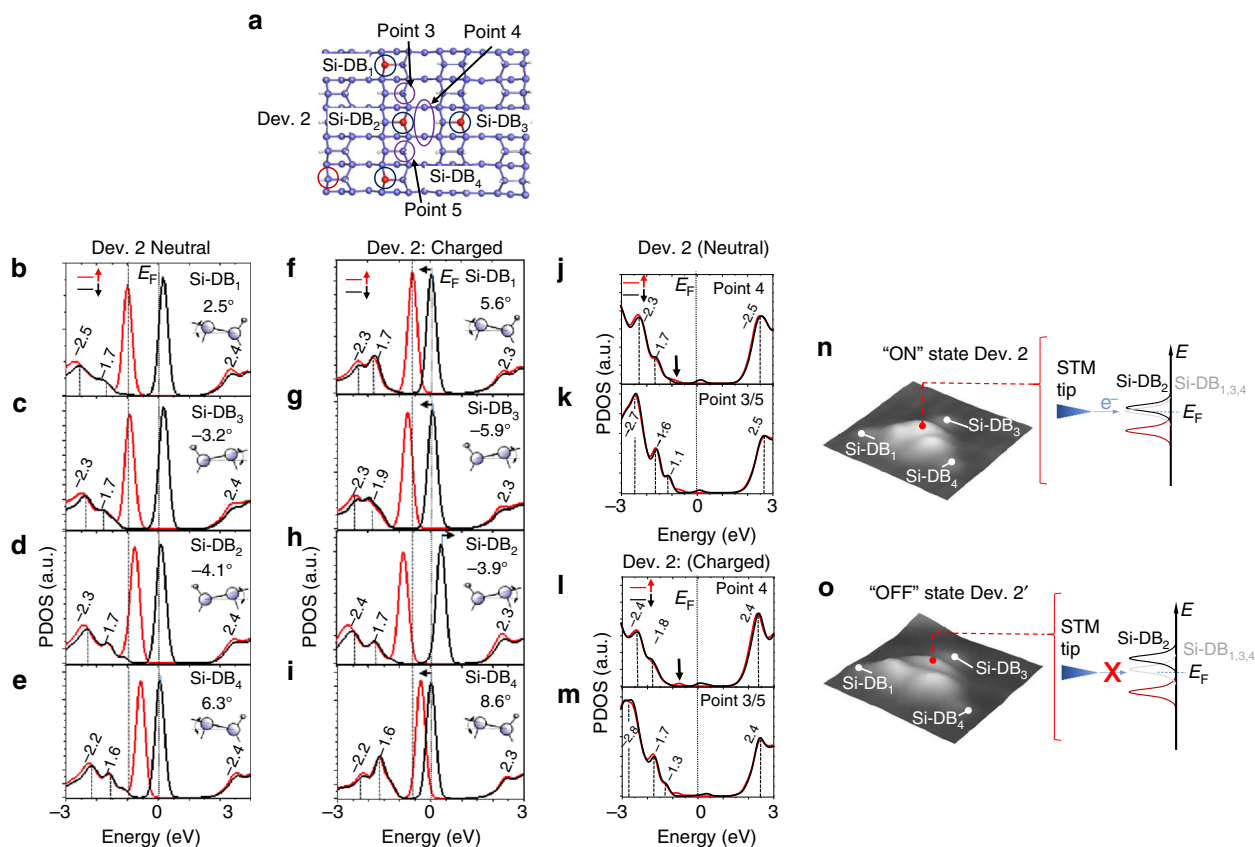 a
Point 3
Point 4
Si-DB1
Dev. 2
Si-DB2
Si-DB3
Si-DB4
Point 5
Dev. 2 Neutral
b
EF
Si-DB1
2.5°
−2.5
−1.7
2.4
c
Si-DB3
−3.2°
−2.3
−1.7
2.4
d
Si-DB2
−4.1°
−2.3
−1.7
2.4
e
Si-DB4
6.3°
−2.2
−1.6
−2.4
PDOS (a.u.)
−3
0
3
Energy (eV)
Dev. 2: Charged
f
EF
Si-DB1
5.6°
−2.3
−1.7
2.3
g
Si-DB3
−5.9°
−2.3
−1.9
2.3
h
Si-DB2
−3.9°
−2.4
−1.7
2.3
i
Si-DB4
8.6°
−2.2
−1.6
2.3
PDOS (a.u.)
−3
0
3
Energy (eV)
Dev. 2 (Neutral)
j
EF
Point 4
−2.3
−1.7
−2.5
k
Point 3/5
−2.7
−1.6
−1.1
2.5
PDOS (a.u.)
−3
0
3
Energy (eV)
Dev. 2: (Charged)
l
EF
Point 4
−2.4
−1.8
2.4
m
Point 3/5
−2.8
−1.7
−1.3
2.4
PDOS (a.u.)
−3
0
3
Energy (eV)
n
"ON" state Dev. 2
Si-DB1
Si-DB3
Si-DB4
STM
tip
e−
Si-DB2
E
Si-DB1,3,4
EF
o
"OFF" state Dev. 2′
Si-DB1
Si-DB3
Si-DB4
STM
tip
X
Si-DB2
E
Si-DB1,3,4
EF